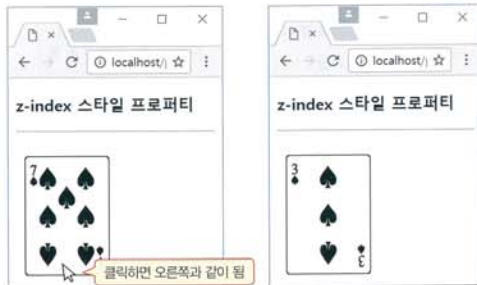 localhost/
z-index 스타일 프로퍼티
7
클릭하면 오른쪽과 같이 됨
localhost/
z-index 스타일 프로퍼티
3
3